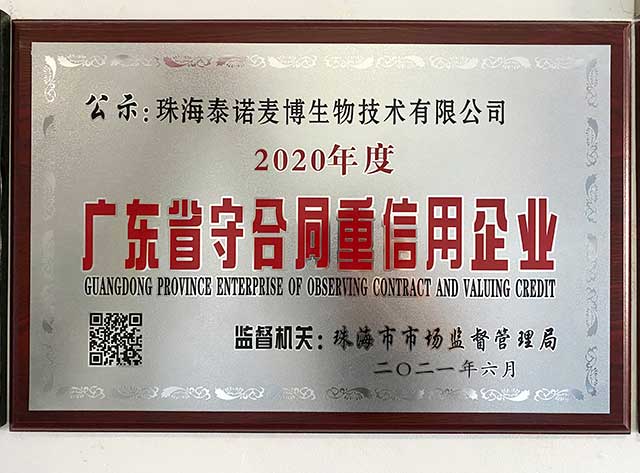 公示:珠海泰诺麦博生物技术有限公司
2020年度
广东省守合同重信用企业
GUANGDONG PROVINCE ENTERPRISE OF OBSERVING CONTRACT AND VALUING CREDIT
监督机关:珠海市市场监督管理局
二〇二一年六月